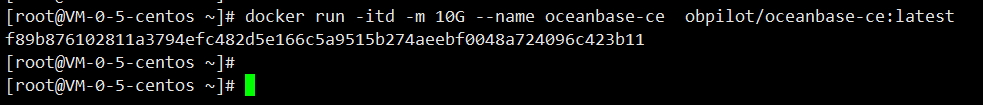 [root@VM-0-5-centos ~]# docker run -itd -m 10G --name oceanbase-ce  obpilot/oceanbase-ce:latest
f89b876102811a3794efc482d5e166c5a9515b274aeebf0048a724096c423b11
[root@VM-0-5-centos ~]#
[root@VM-0-5-centos ~]#